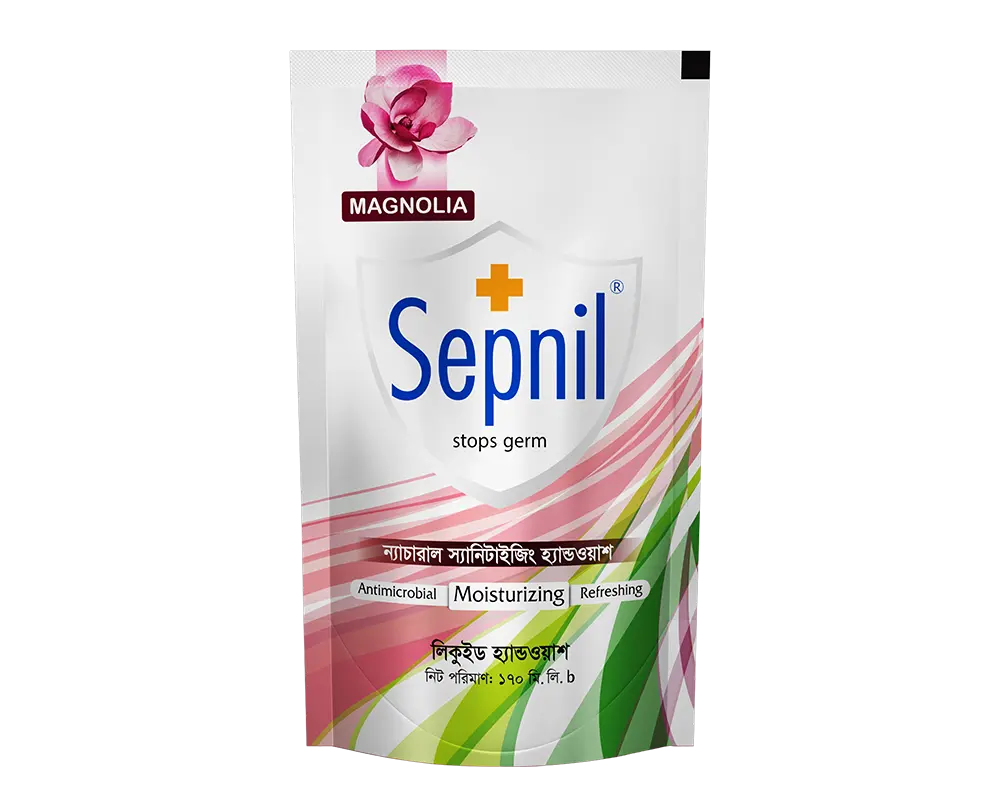 MAGNOLIA
Sepnil®
stops germ
ন্যাচারাল স্যানিটাইজিং হ্যান্ডওয়াশ
Antimicrobial Moisturizing Refreshing
লিকুইড হ্যান্ডওয়াশ
নিট পরিমাণ: ১৭০ মি. লি. b